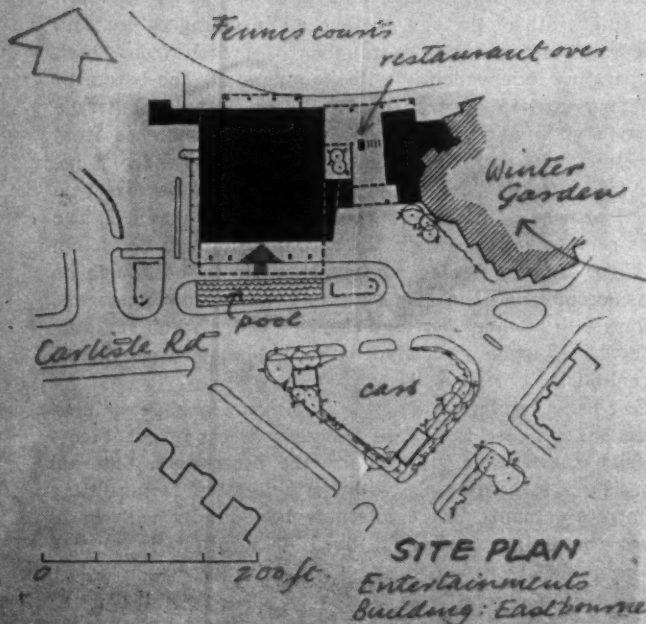 Tennis courts
restaurant over
Winter
Garden
pool
Carlisle Rd
cars
0 200 ft
SITE PLAN
Entertainments
Building: Eastbourne